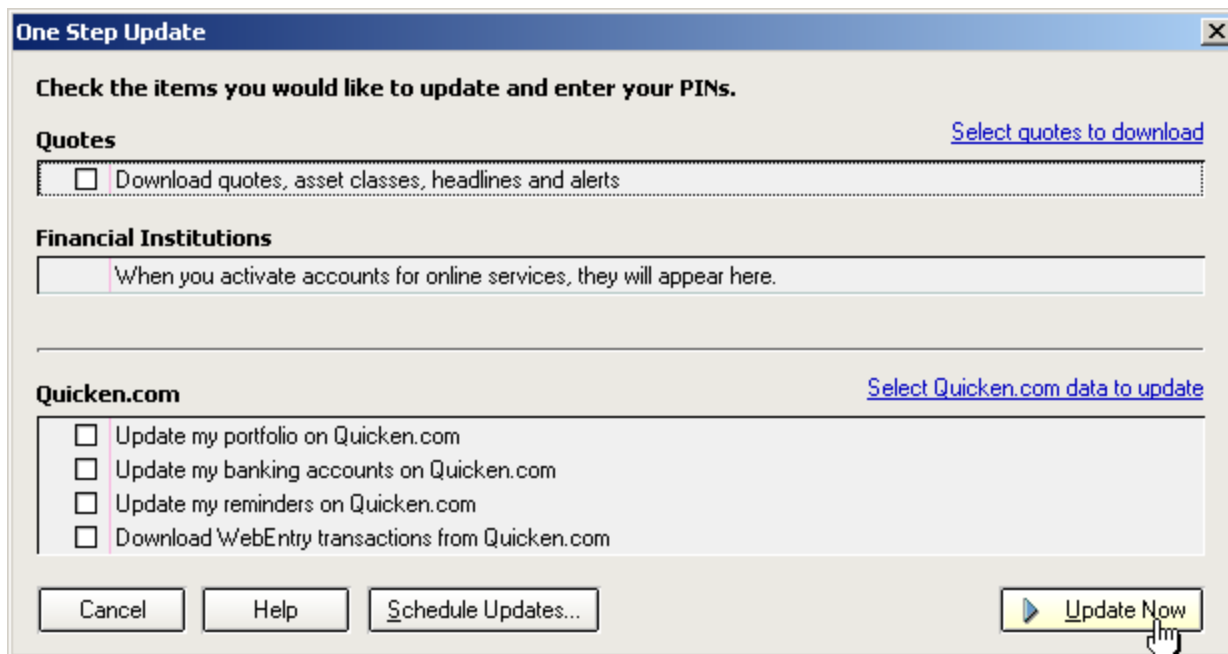 One Step Update
Check the items you would like to update and enter your PINs.
Quotes
Select quotes to download
Download quotes, asset classes, headlines and alerts
Financial Institutions
When you activate accounts for online services, they will appear here.
Quicken.com
Select Quicken.com data to update
Update my portfolio on Quicken.com
Update my banking accounts on Quicken.com
Update my reminders on Quicken.com
Download WebEntry transactions from Quicken.com
Cancel
Help
Schedule Updates...
Update Now